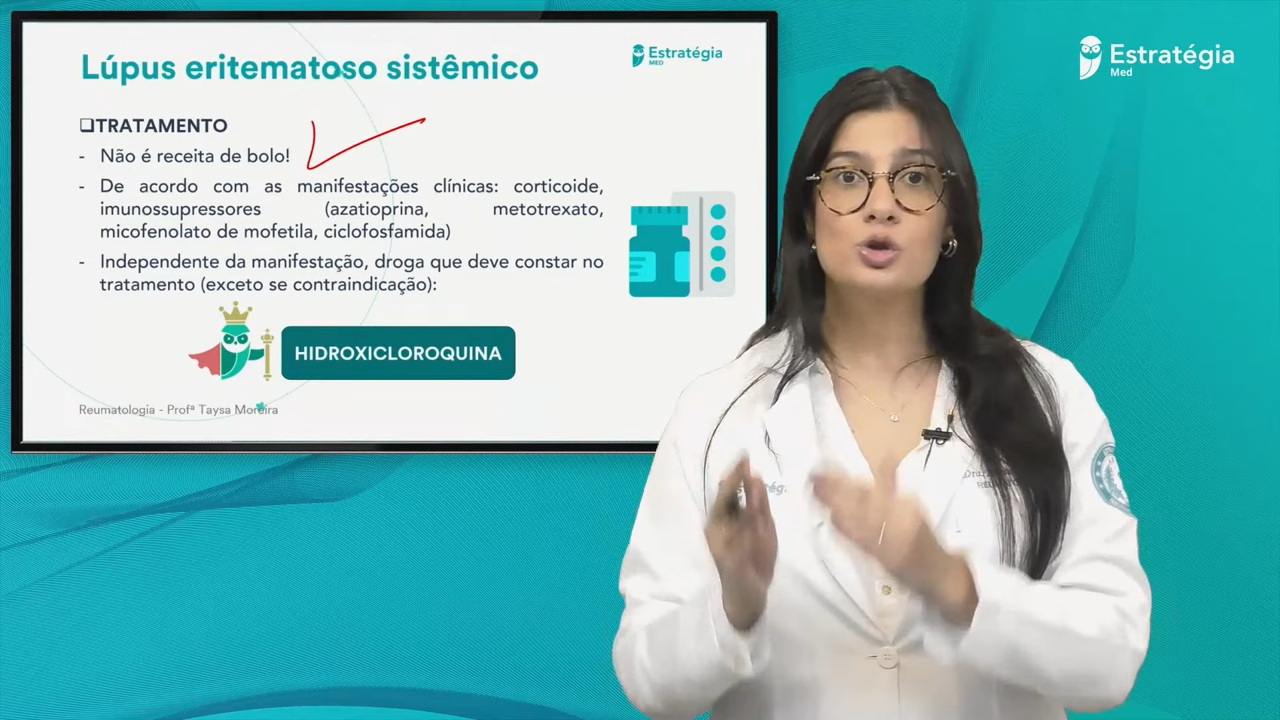 Lúpus eritematoso sistêmico
Estratégia
MED
Estratégia
Med
❑TRATAMENTO
- Não é receita de bolo!
- De acordo com as manifestações clínicas: corticoide,
imunossupressores (azatioprina, metotrexato,
micofenolato de mofetila, ciclofosfamida)
- Independente da manifestação, droga que deve constar no
tratamento (exceto se contraindicação):
HIDROXICLOROQUINA
Reumatologia - Profª Taysa Moreira